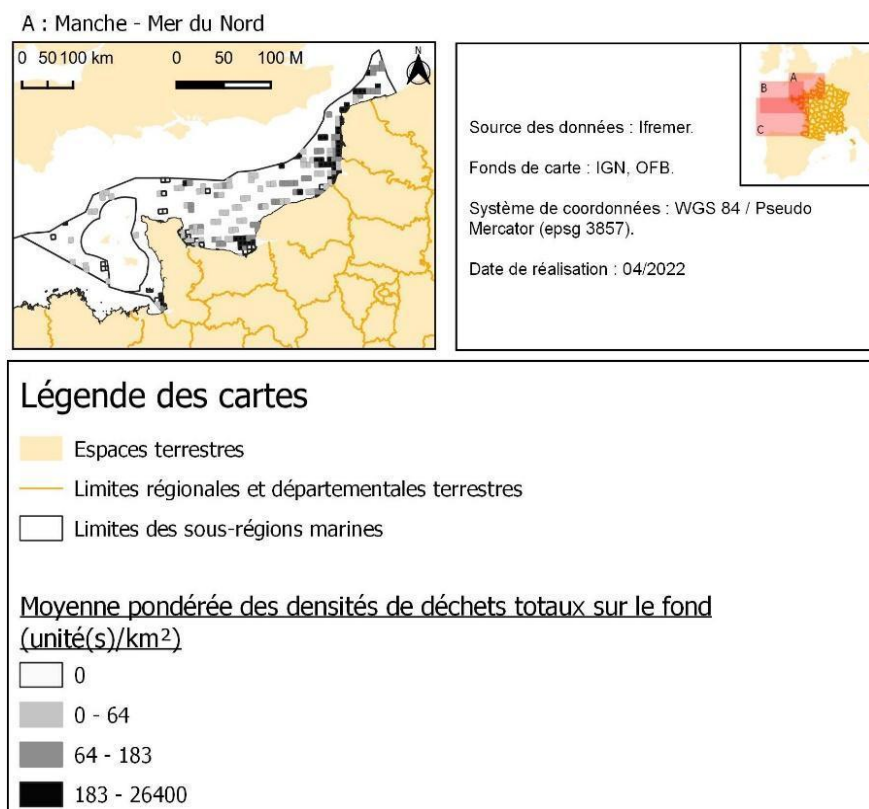 A : Manche - Mer du Nord
0 50 100 km
0 50 100 M
N
Source des données : Ifremer.
Fonds de carte : IGN, OFB.
Système de coordonnées : WGS 84 / Pseudo
Mercator (epsg 3857).
Date de réalisation : 04/2022
A
B
C
Légende des cartes
Espaces terrestres
Limites régionales et départementales terrestres
Limites des sous-régions marines
Moyenne pondérée des densités de déchets totaux sur le fond
(unité(s)/km²)
0
0 - 64
64 - 183
183 - 26400